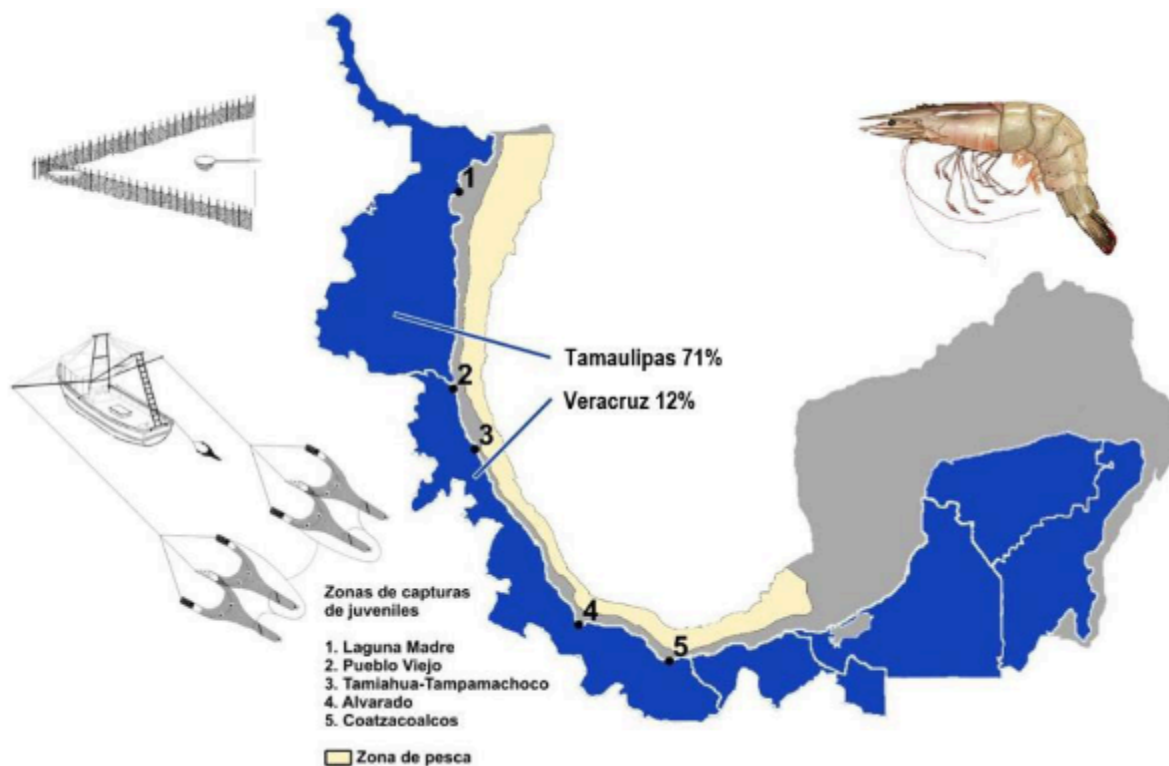 1
Tamaulipas 71%
2
Veracruz 12%
3
4
5
Zonas de capturas
de juveniles
1. Laguna Madre
2. Pueblo Viejo
3. Tamiahua-Tampamachoco
4. Alvarado
5. Coatzacoalcos
Zona de pesca